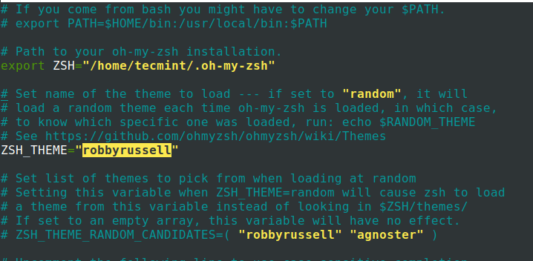 # If you come from bash you might have to change your $PATH.
# export PATH=$HOME/bin:/usr/local/bin:$PATH
# Path to your oh-my-zsh installation.
export ZSH="/home/tecmint/.oh-my-zsh"
# Set name of the theme to load --- if set to "random", it will
# load a random theme each time oh-my-zsh is loaded, in which case,
# to know which specific one was loaded, run: echo $RANDOM_THEME
# See https://github.com/ohmyzsh/ohmyzsh/wiki/Themes
ZSH_THEME="robbyrussell"
# Set list of themes to pick from when loading at random
# Setting this variable when ZSH_THEME=random will cause zsh to load
# a theme from this variable instead of looking in $ZSH/themes/
# If set to an empty array, this variable will have no effect.
# ZSH_THEME_RANDOM_CANDIDATES=( "robbyrussell" "agnoster" )